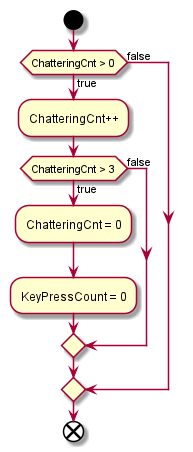 ChatteringCnt > 0
false
true
ChatteringCnt++
ChatteringCnt > 3
false
true
ChatteringCnt = 0
KeyPressCount = 0